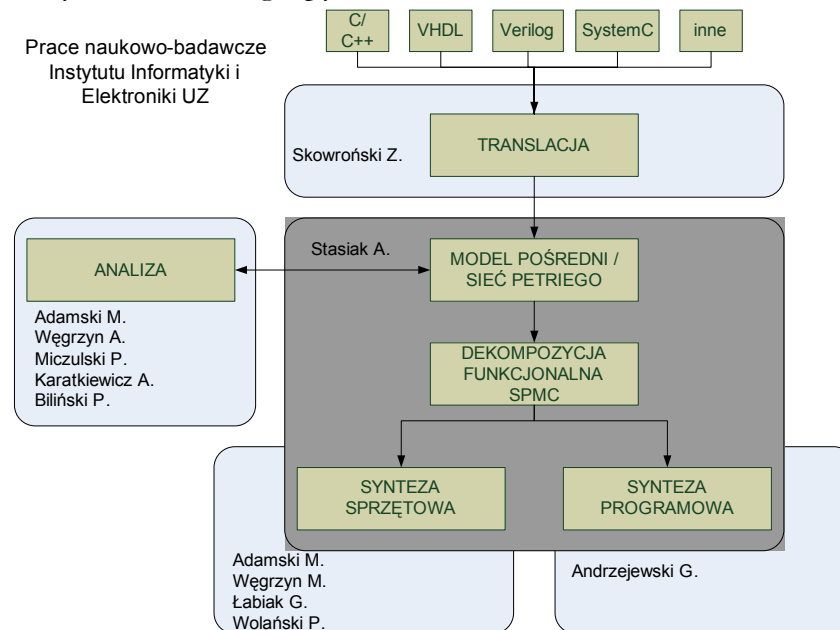 Prace naukowo-badawcze
Instytutu Informatyki i
Elektroniki UZ
C/
C++
VHDL
Verilog
SystemC
inne
Skowroński Z.
TRANSLACJA
Stasiak A.
ANALIZA
MODEL POŚREDNI /
SIEĆ PETRIEGO
Adamski M.
Węgrzyn A.
Miczulski P.
Karatkiewicz A.
Biliński P.
DEKOMPOZYCJA
FUNKCJONALNA
SPMC
SYNTEZA
SPRZĘTOWA
SYNTEZA
PROGRAMOWA
Adamski M.
Węgrzyn M.
Łabiak G.
Wolański P.
Andrzejewski G.